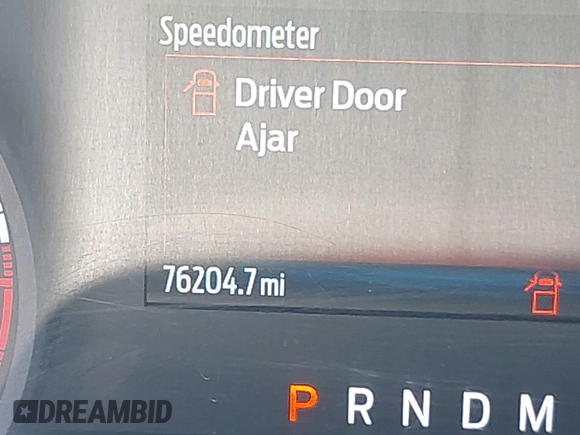 Speedometer
Driver Door
Ajar
76204.7 mi
P R N D M
DREAMBID